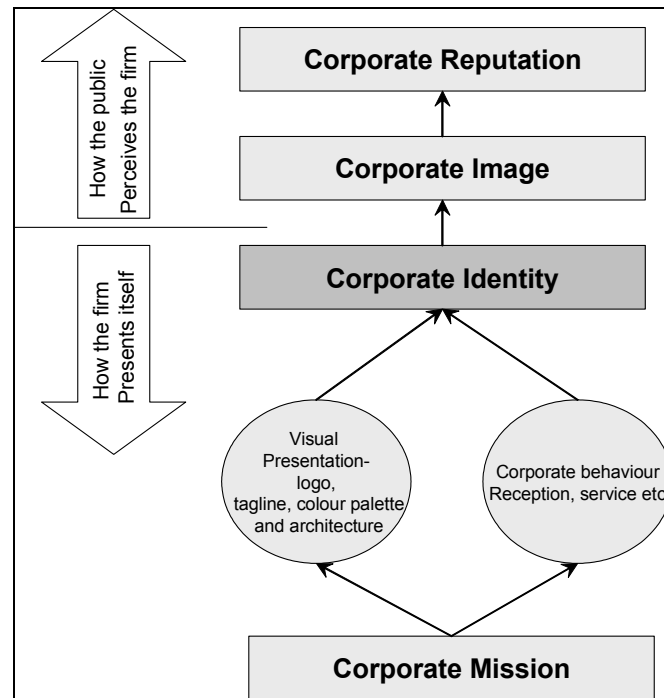 How the public
Perceives the firm
Corporate Reputation
Corporate Image
How the firm
Presents itself
Corporate Identity
Visual
Presentation-
logo,
tagline, colour palette
and architecture
Corporate behaviour
Reception, service etc
Corporate Mission